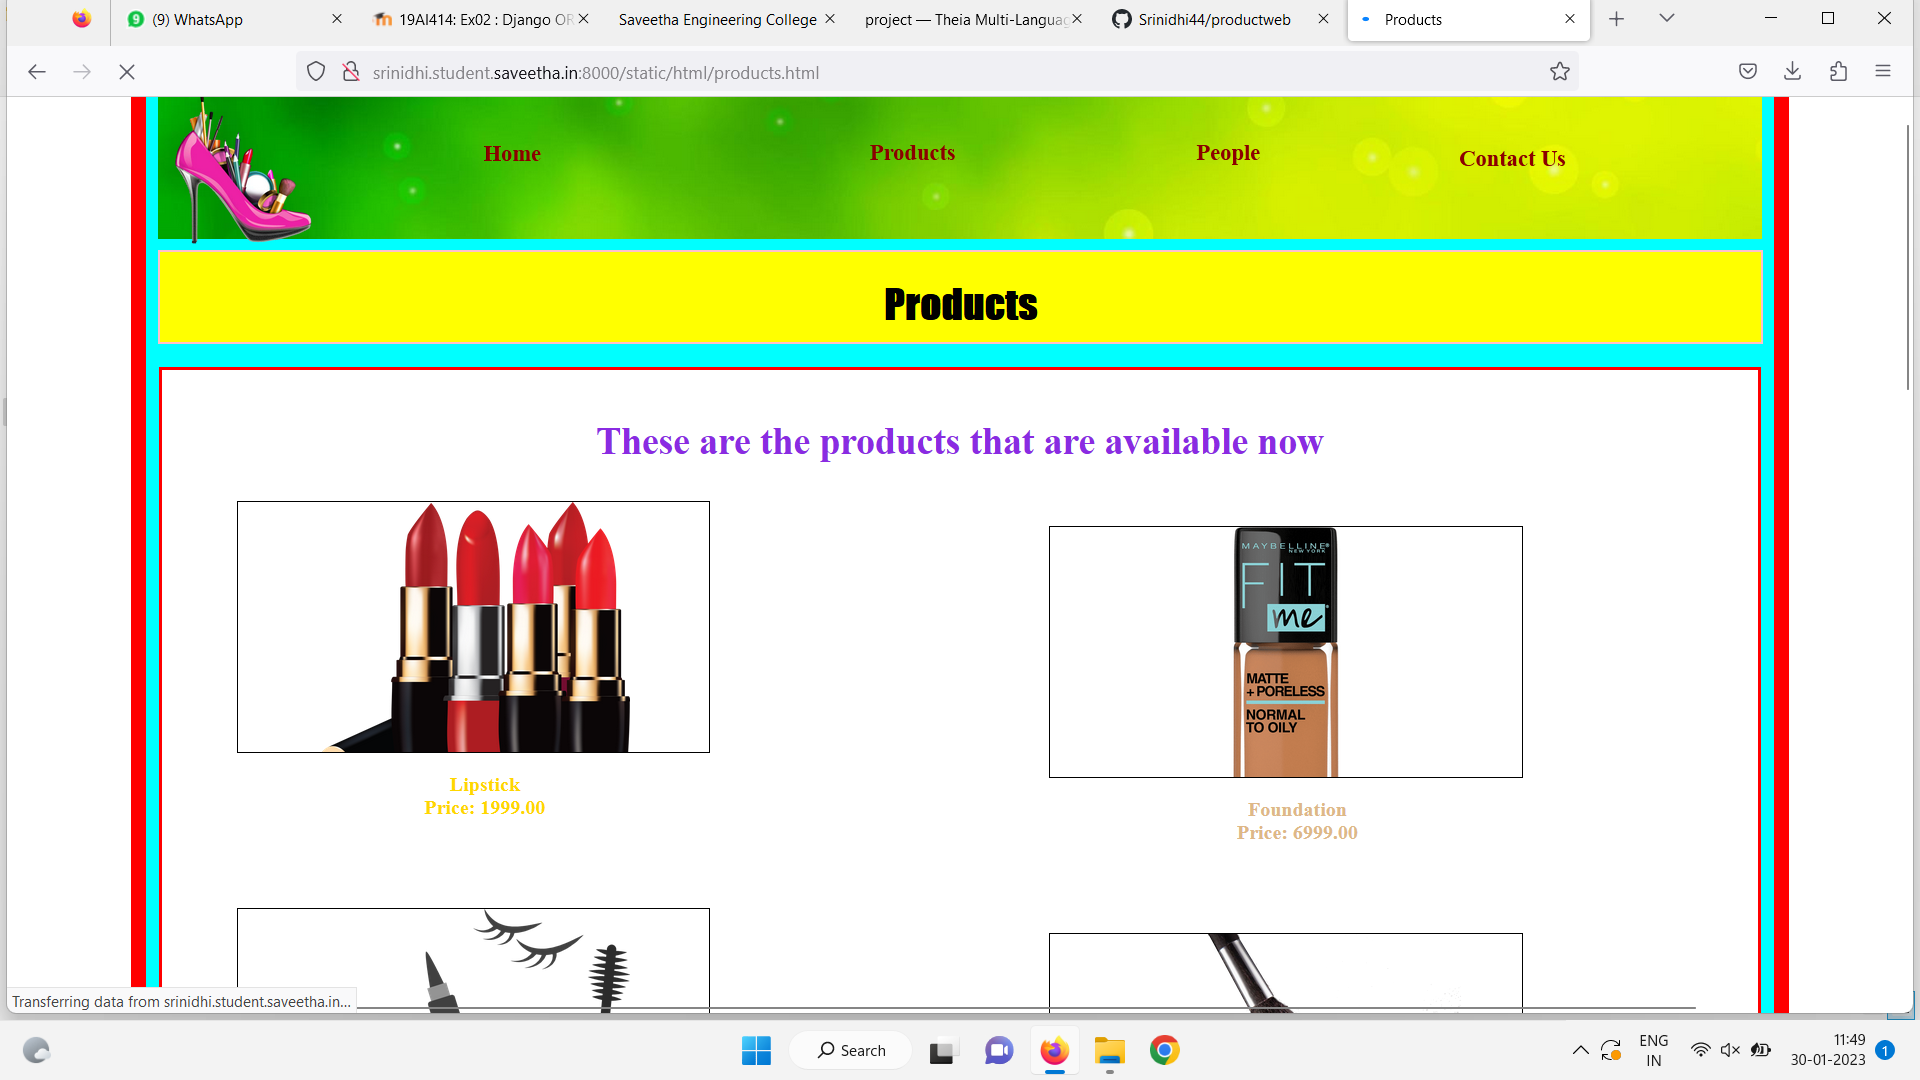 (9) WhatsApp
19AI414: Ex02 : Django OR
Saveetha Engineering College
project — Theia Multi-Languag
Srinidhi44/productweb
Products
srinidhi.student.saveetha.in:8000/static/html/products.html
Home
Products
People
Contact Us
Products
These are the products that are available now
MAYBELLINE
NEW YORK
FIT
me
MATTE
+ PORELESS
NORMAL
TO OILY
Lipstick
Price: 1999.00
Foundation
Price: 6999.00
Transferring data from srinidhi.student.saveetha.in...
Search
ENG
IN
11:49
30-01-2023
1